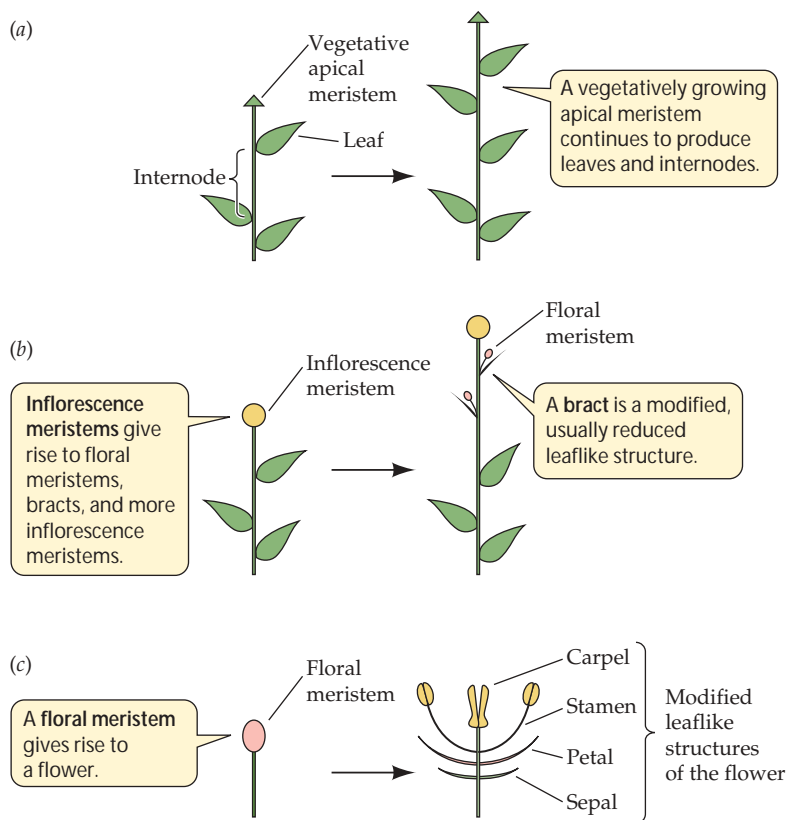 (a)
Vegetative
apical
meristem
Leaf
Internode
A vegetatively growing
apical meristem
continues to produce
leaves and internodes.
(b)
Inflorescence
meristems give
rise to floral
meristems,
bracts, and more
inflorescence
meristems.
Inflorescence
meristem
Floral
meristem
A bract is a modified,
usually reduced
leaflike structure.
(c)
A floral meristem
gives rise to
a flower.
Floral
meristem
Carpel
Stamen
Petal
Sepal
Modified
leaflike
structures
of the flower